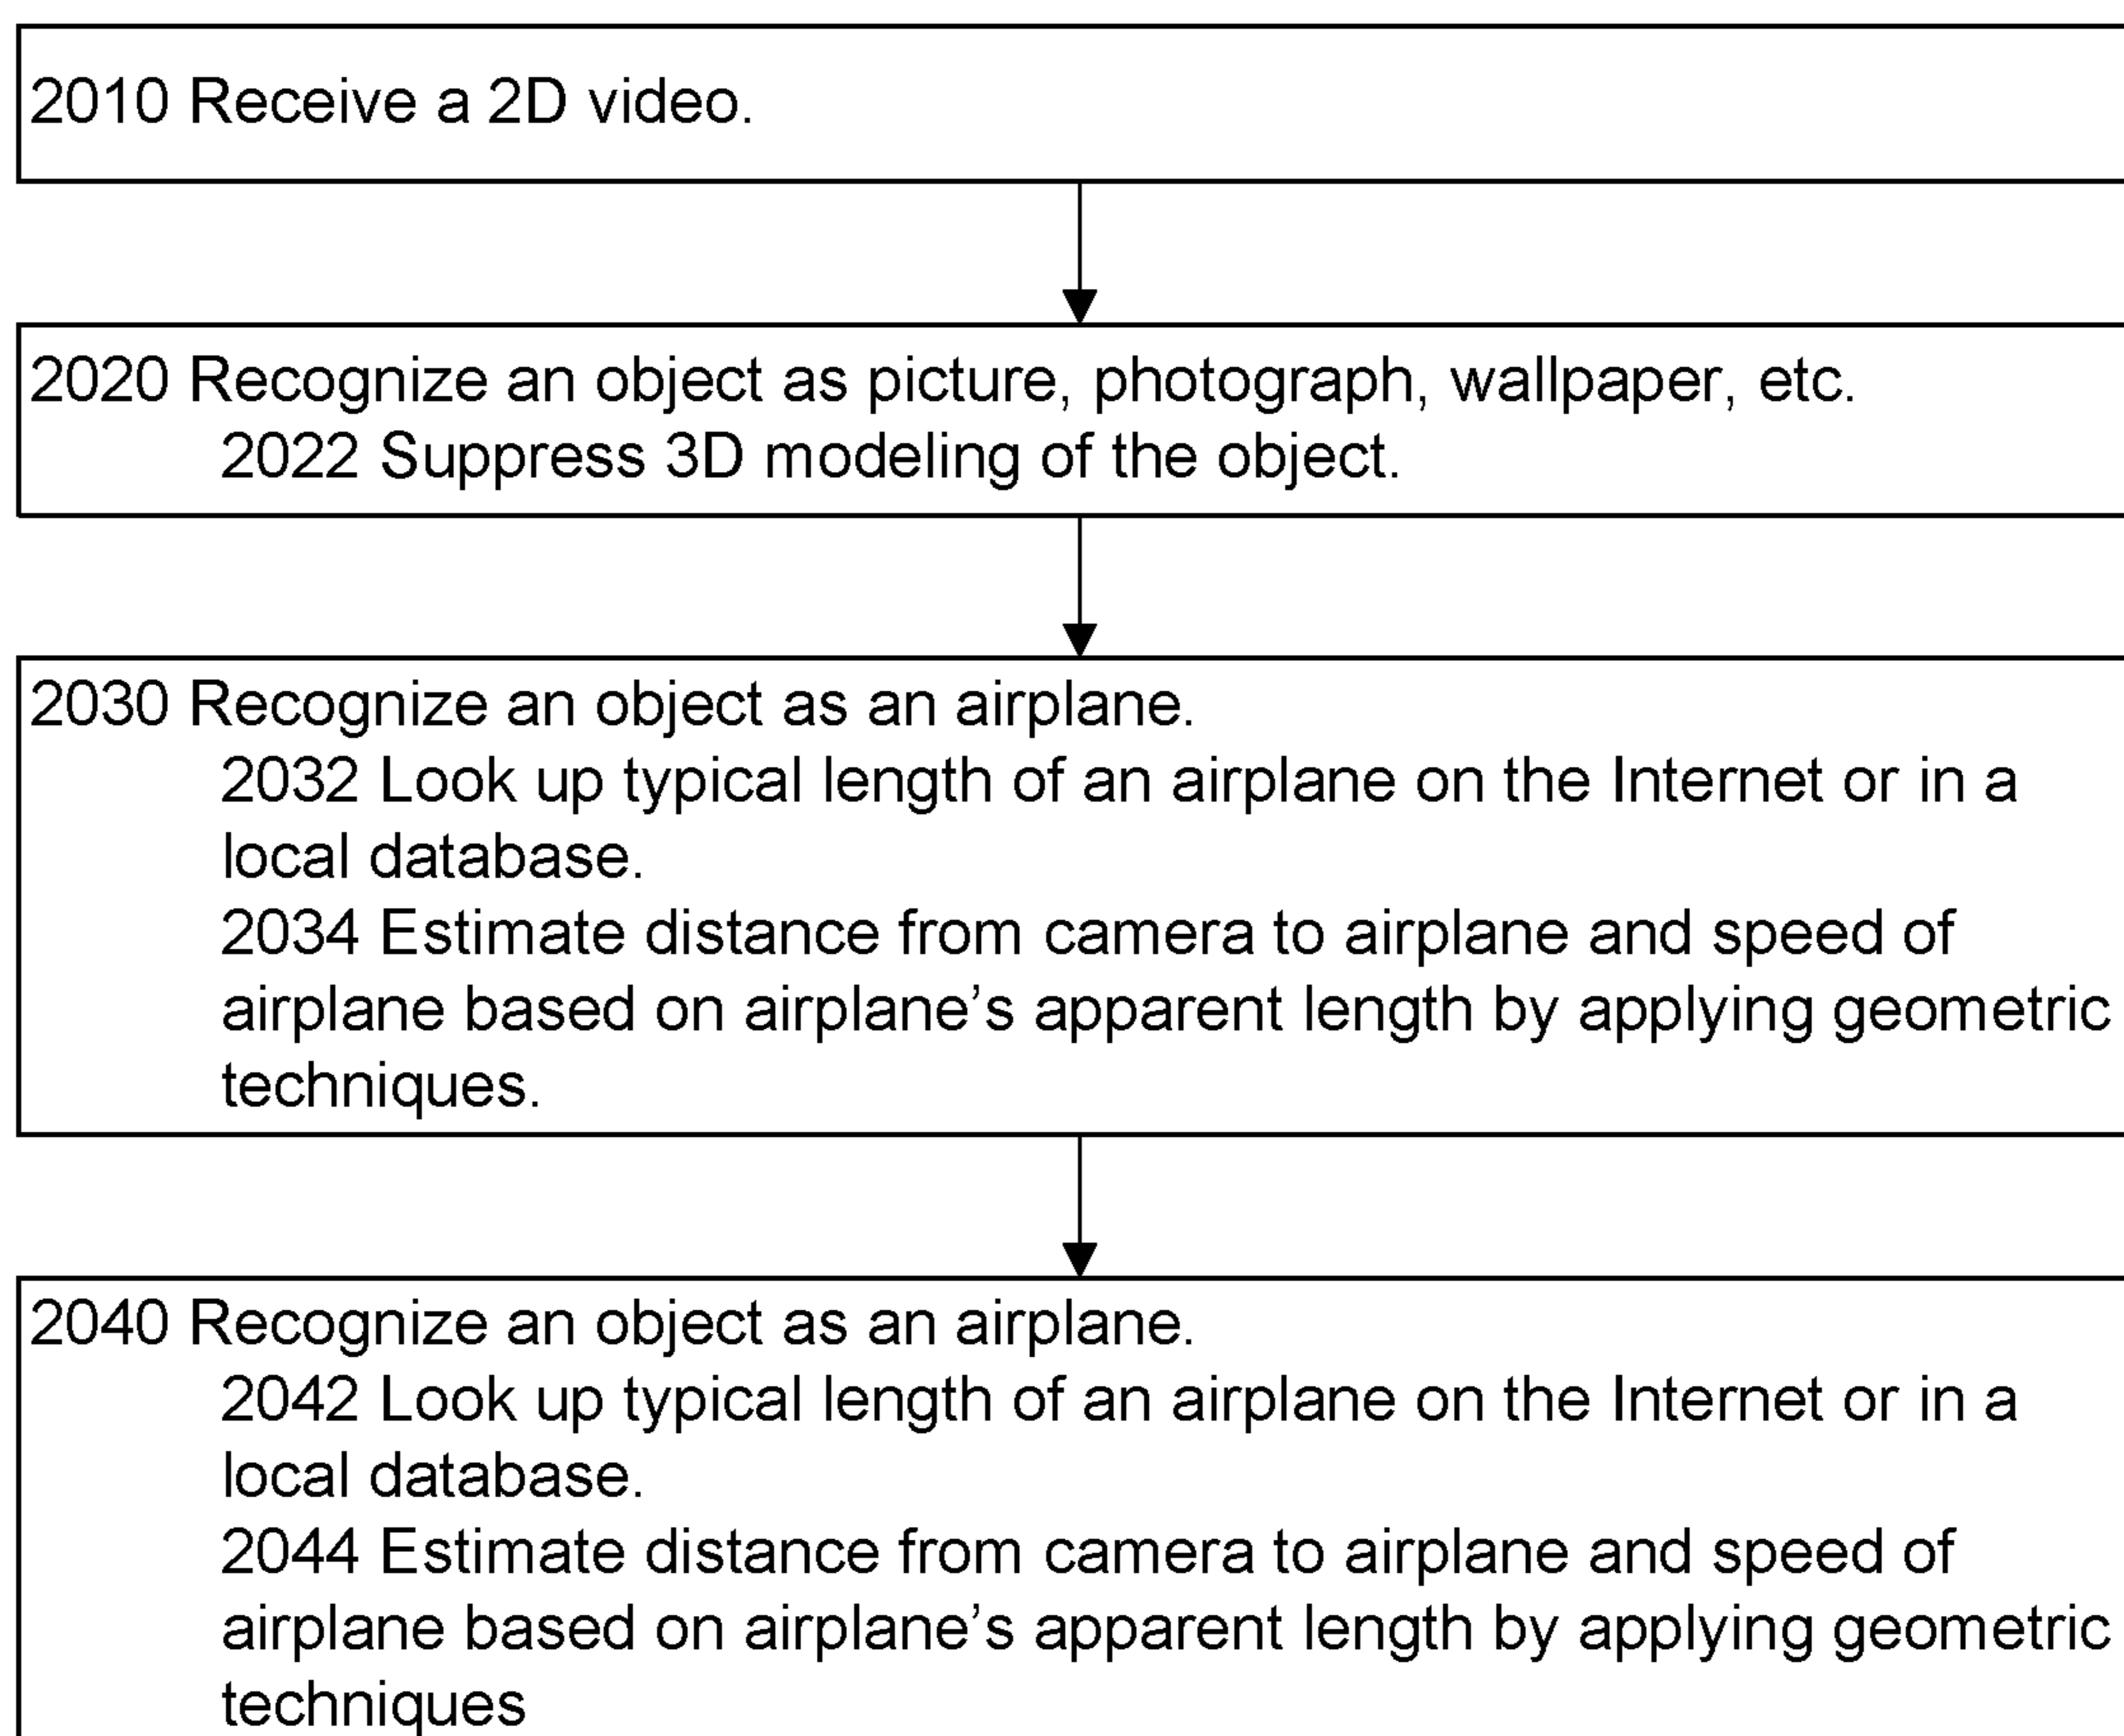 2010 Receive a 2D video.
2020 Recognize an object as picture, photograph, wallpaper, etc.
2022 Suppress 3D modeling of the object.
2030 Recognize an object as an airplane.
2032 Look up typical length of an airplane on the Internet or in a
local database.
2034 Estimate distance from camera to airplane and speed of
airplane based on airplane’s apparent length by applying geometric
techniques.
2040 Recognize an object as an airplane.
2042 Look up typical length of an airplane on the Internet or in a
local database.
2044 Estimate distance from camera to airplane and speed of
airplane based on airplane’s apparent length by applying geometric
techniques